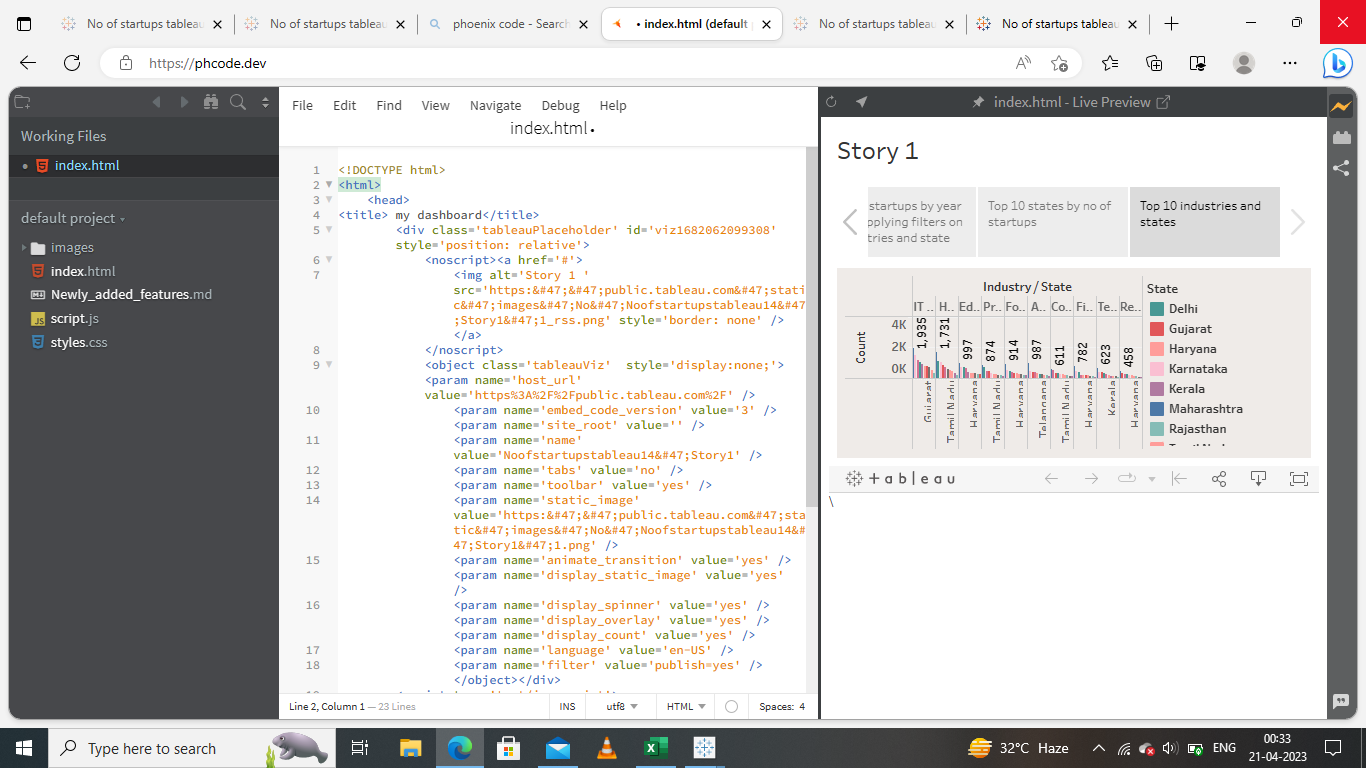 No of startups tableau
No of startups tableau
phoenix code - Search
• index.html (default p
No of startups tableau
No of startups tableau
https://phcode.dev
Working Files
index.html
default project
images
index.html
Newly_added_features.md
script.js
styles.css
File Edit Find View Navigate Debug Help
index.html •
1 <!DOCTYPE html>
2 <html>
3 <head>
4 <title> my dashboard</title>
5 <div class='tableauPlaceholder' id='viz1682062099308'
style='position: relative'>
6 <noscript><a href='#'>
7 <img alt='Story 1 '
src='https:&#47;&#47;public.tableau.com&#47;stati
c&#47;images&#47;No&#47;Noofstartupstableau14&#47
;Story1&#47;1_rss.png' style='border: none' />
</a>
8 </noscript>
9 <object class='tableauViz'  style='display:none;'>
<param name='host_url'
value='https%3A%2F%2Fpublic.tableau.com%2F' />
10 <param name='embed_code_version' value='3' />
<param name='site_root' value='' />
11 <param name='name'
value='Noofstartupstableau14&#47;Story1' />
12 <param name='tabs' value='no' />
13 <param name='toolbar' value='yes' />
14 <param name='static_image'
value='https:&#47;&#47;public.tableau.com&#47;sta
tic&#47;images&#47;No&#47;Noofstartupstableau14&#
47;Story1&#47;1.png' />
15 <param name='animate_transition' value='yes' />
<param name='display_static_image' value='yes'
/>
16 <param name='display_spinner' value='yes' />
<param name='display_overlay' value='yes' />
<param name='display_count' value='yes' />
17 <param name='language' value='en-US' />
18 <param name='filter' value='publish=yes' />
</object></div>
Line 2, Column 1 — 23 Lines
INS
utf8
HTML
Spaces: 4
index.html - Live Preview
Story 1
startups by year
pplying filters on
tries and state
Top 10 states by no of
startups
Top 10 industries and
states
Industry / State
IT .. H.. Ed.. Pr.. Fo.. A.. Co.. Fi.. Te.. Re..
Count
4K
2K
0K
1,935 1,731 997 874 914 987 611 782 623 458
Gujarat Tamil Nadu Haryana Tamil Nadu Haryana Telangana Tamil Nadu Haryana Kerala Haryana
State
Delhi
Gujarat
Haryana
Karnataka
Kerala
Maharashtra
Rajasthan
tableau
\
Type here to search
32°C Haze
ENG
00:33
21-04-2023